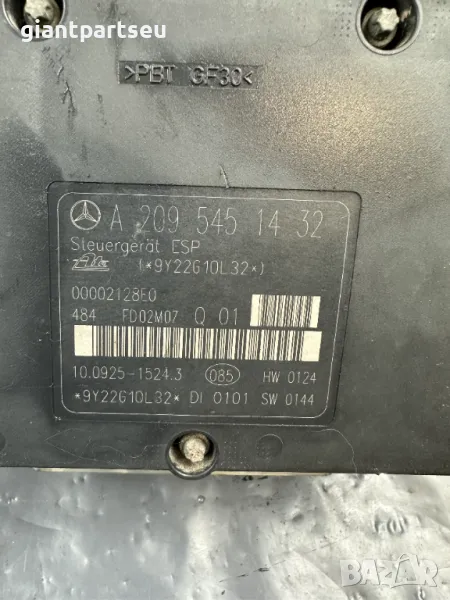 giantpartseu
>PBT GF30<
A 209 545 14 32
Steuergerät ESP
(*9Y22G10L32*)
00002128E0
484 FD02M07 Q 01
10.0925-1524.3 085 HW 0124
*9Y22G10L32* DI 0101 SW 0144
BAZAR